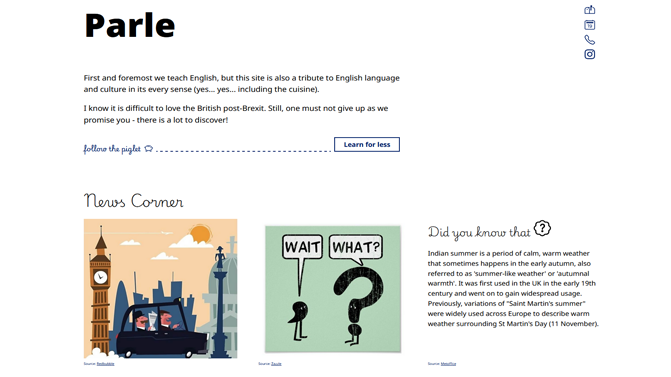 Parle
First and foremost we teach English, but this site is also a tribute to English language
and culture in its every sense (yes... yes... including the cuisine).
I know it is difficult to love the British post-Brexit. Still, one must not give up as we
promise you - there is a lot to discover!
follow the piglet
Learn for less
News Corner
WAIT
WHAT?
?
Did you know that
Indian summer is a period of calm, warm weather
that sometimes happens in the early autumn, also
referred to as 'summer-like weather' or 'autumnal
warmth'. It was first used in the UK in the early 19th
century and went on to gain widespread usage.
Previously, variations of "Saint Martin's summer"
were widely used across Europe to describe warm
weather surrounding St Martin's Day (11 November).
Source:
Source:
Source: